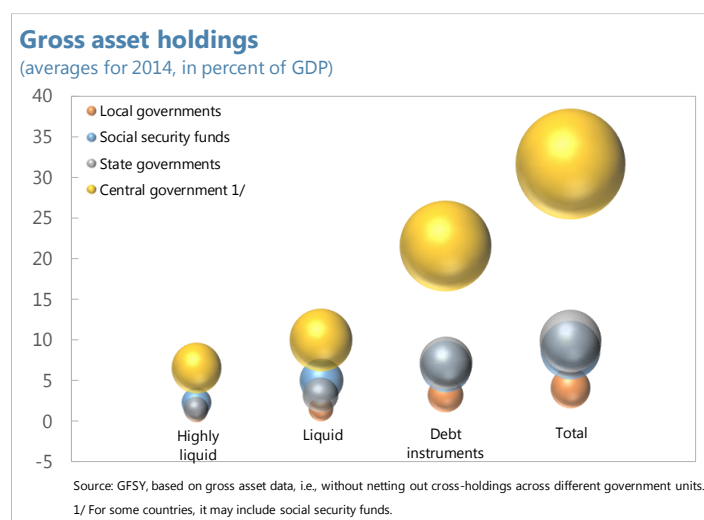 Gross asset holdings
(averages for 2014, in percent of GDP)
40
35
30
25
20
15
10
5
0
-5
Local governments
Social security funds
State governments
Central government 1/
Highly
liquid
Liquid
Debt
instruments
Total
Source: GFSY, based on gross asset data, i.e., without netting out cross-holdings across different government units.
1/ For some countries, it may include social security funds.